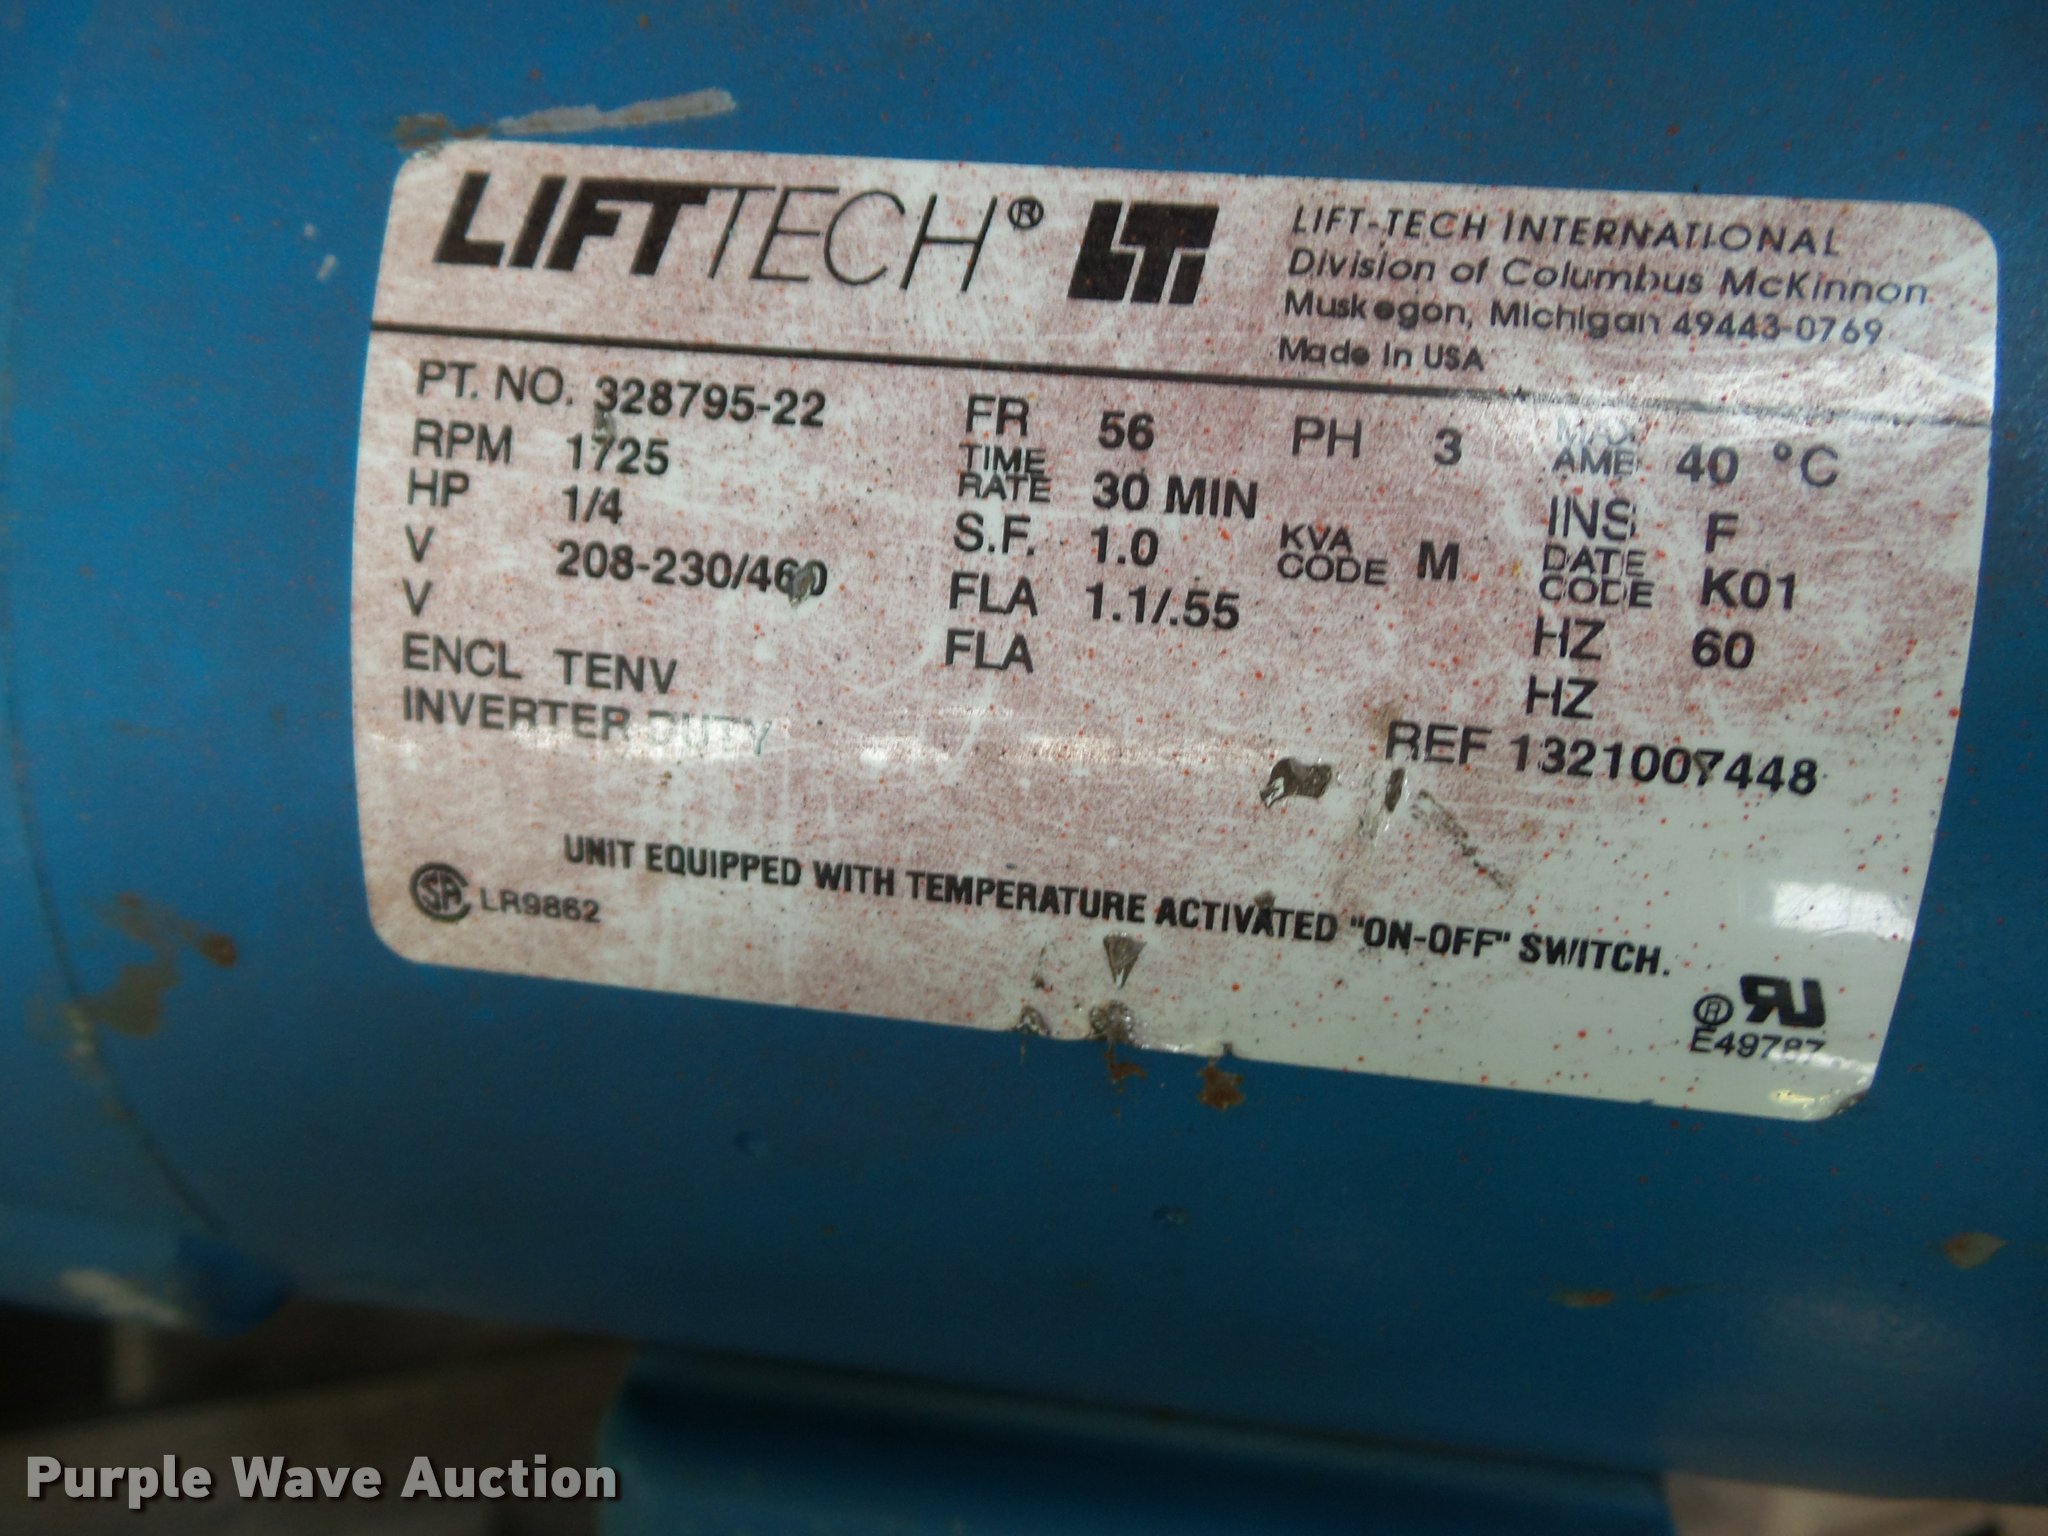 LIFTTECH® LTI
LIFT-TECH INTERNATIONAL
Division of Columbus McKinnon
Muskegon, Michigan 49443-0769
Made In USA
PT. NO. 328795-22 FR 56 PH 3 MAX AMB 40 °C
RPM 1725 TIME RATE 30 MIN INS F
HP 1/4 S.F. 1.0 KVA CODE M DATE CODE K01
V 208-230/460 FLA 1.1/.55 HZ 60
V FLA HZ
ENCL TENV
INVERTER DUTY REF 1321007448
UNIT EQUIPPED WITH TEMPERATURE ACTIVATED "ON-OFF" SWITCH.
SA LR9862
® RU
E49787
Purple Wave Auction